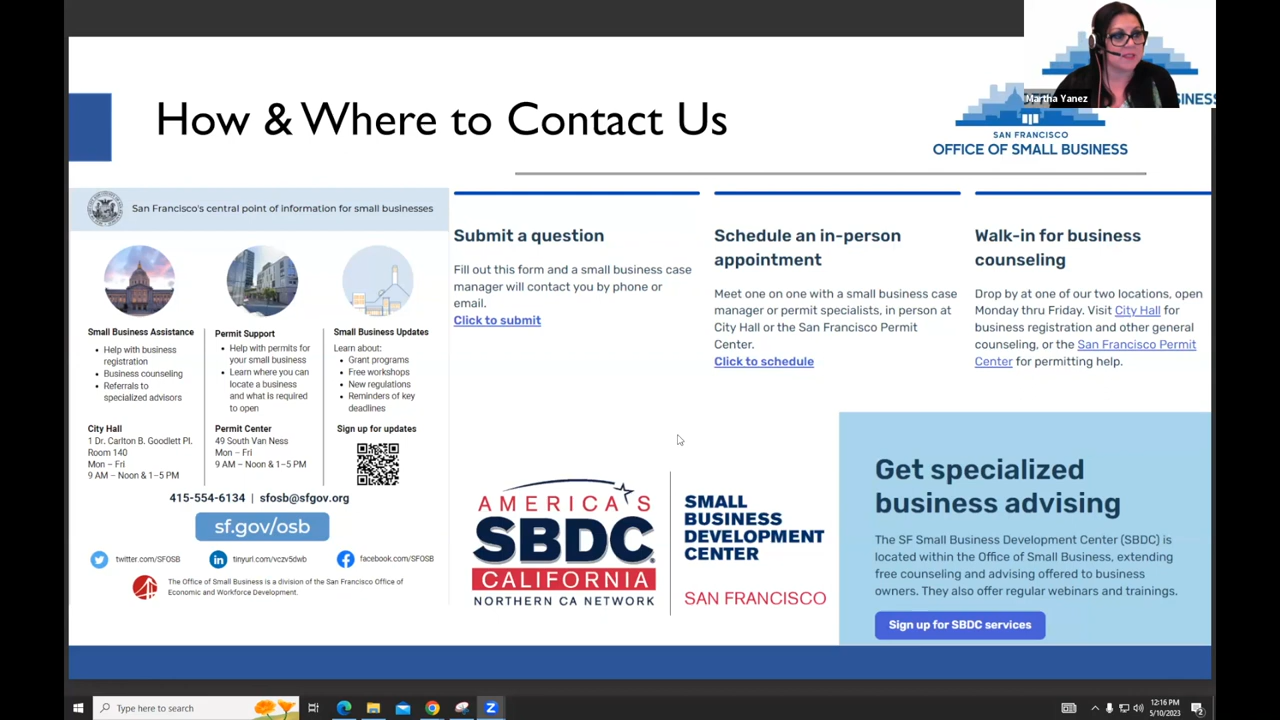 Martha Yanez
How & Where to Contact Us
INESS
SAN FRANCISCO
OFFICE OF SMALL BUSINESS
San Francisco's central point of information for small businesses
Small Business Assistance
• Help with business
registration
• Business counseling
• Referrals to
specialized advisors
City Hall
1 Dr. Carlton B. Goodlett Pl.
Room 140
Mon – Fri
9 AM – Noon & 1–5 PM
Permit Support
• Help with permits for
your small business
• Learn where you can
locate a business
and what is required
to open
Permit Center
49 South Van Ness
Mon – Fri
9 AM – Noon & 1–5 PM
Small Business Updates
Learn about:
• Grant programs
• Free workshops
• New regulations
• Reminders of key
deadlines
Sign up for updates
415-554-6134 | sfosb@sfgov.org
sf.gov/osb
twitter.com/SFOSB
in
tinyurl.com/vczv5dwb
facebook.com/SFOSB
The Office of Small Business is a division of the San Francisco Office of
Economic and Workforce Development.
Submit a question
Fill out this form and a small business case
manager will contact you by phone or
email.
Click to submit
Schedule an in-person
appointment
Meet one on one with a small business case
manager or permit specialists, in person at
City Hall or the San Francisco Permit
Center.
Click to schedule
Walk-in for business
counseling
Drop by at one of our two locations, open
Monday thru Friday. Visit City Hall for
business registration and other general
counseling, or the San Francisco Permit
Center for permitting help.
AMERICA'S
SBDC
CALIFORNIA
NORTHERN CA NETWORK
SMALL
BUSINESS
DEVELOPMENT
CENTER
SAN FRANCISCO
Get specialized
business advising
The SF Small Business Development Center (SBDC) is
located within the Office of Small Business, extending
free counseling and advising offered to business
owners. They also offer regular webinars and trainings.
Sign up for SBDC services
Type here to search
12:16 PM
5/10/2023